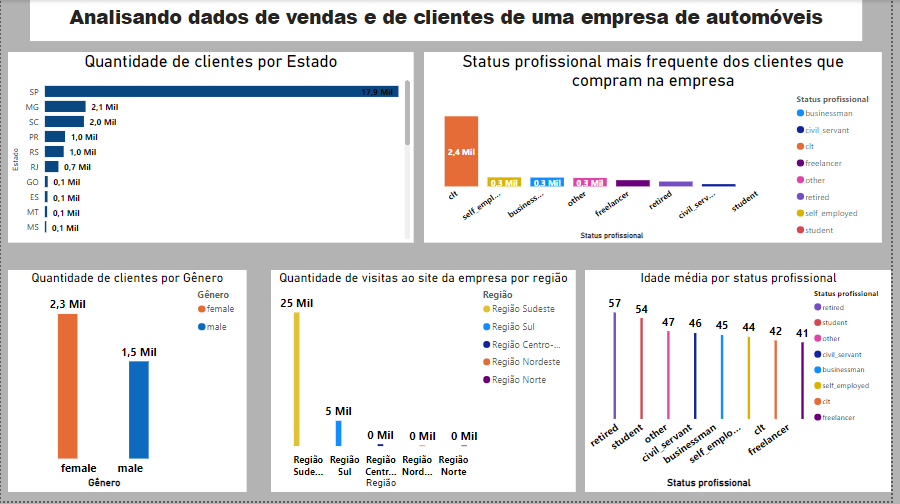 Analisando dados de vendas e de clientes de uma empresa de automóveis
Quantidade de clientes por Estado
Estado
SP 17,9 Mil
MG 2,1 Mil
SC 2,0 Mil
PR 1,0 Mil
RS 1,0 Mil
RJ 0,7 Mil
GO 0,1 Mil
ES 0,1 Mil
MT 0,1 Mil
MS 0,1 Mil
Status profissional mais frequente dos clientes que
compram na empresa
2,4 Mil 0,3 Mil 0,3 Mil 0,3 Mil
clt self_empl... business... other freelancer retired civil_serv... student
Status profissional
Status profissional
businessman
civil_servant
clt
freelancer
other
retired
self_employed
student
Quantidade de clientes por Gênero
2,3 Mil
1,5 Mil
female male
Gênero
Gênero
female
male
Quantidade de visitas ao site da empresa por região
25 Mil
5 Mil
0 Mil 0 Mil 0 Mil
Região Região Região Região Região
Sude... Sul Centr... Nord... Norte
Região
Região
Região Sudeste
Região Sul
Região Centro-...
Região Nordeste
Região Norte
Idade média por status profissional
57 54 47 46 45 44 42 41
retired student other civil_servant businessman self_emplo... clt freelancer
Status profissional
Status profissional
retired
student
other
civil_servant
businessman
self_employed
clt
freelancer